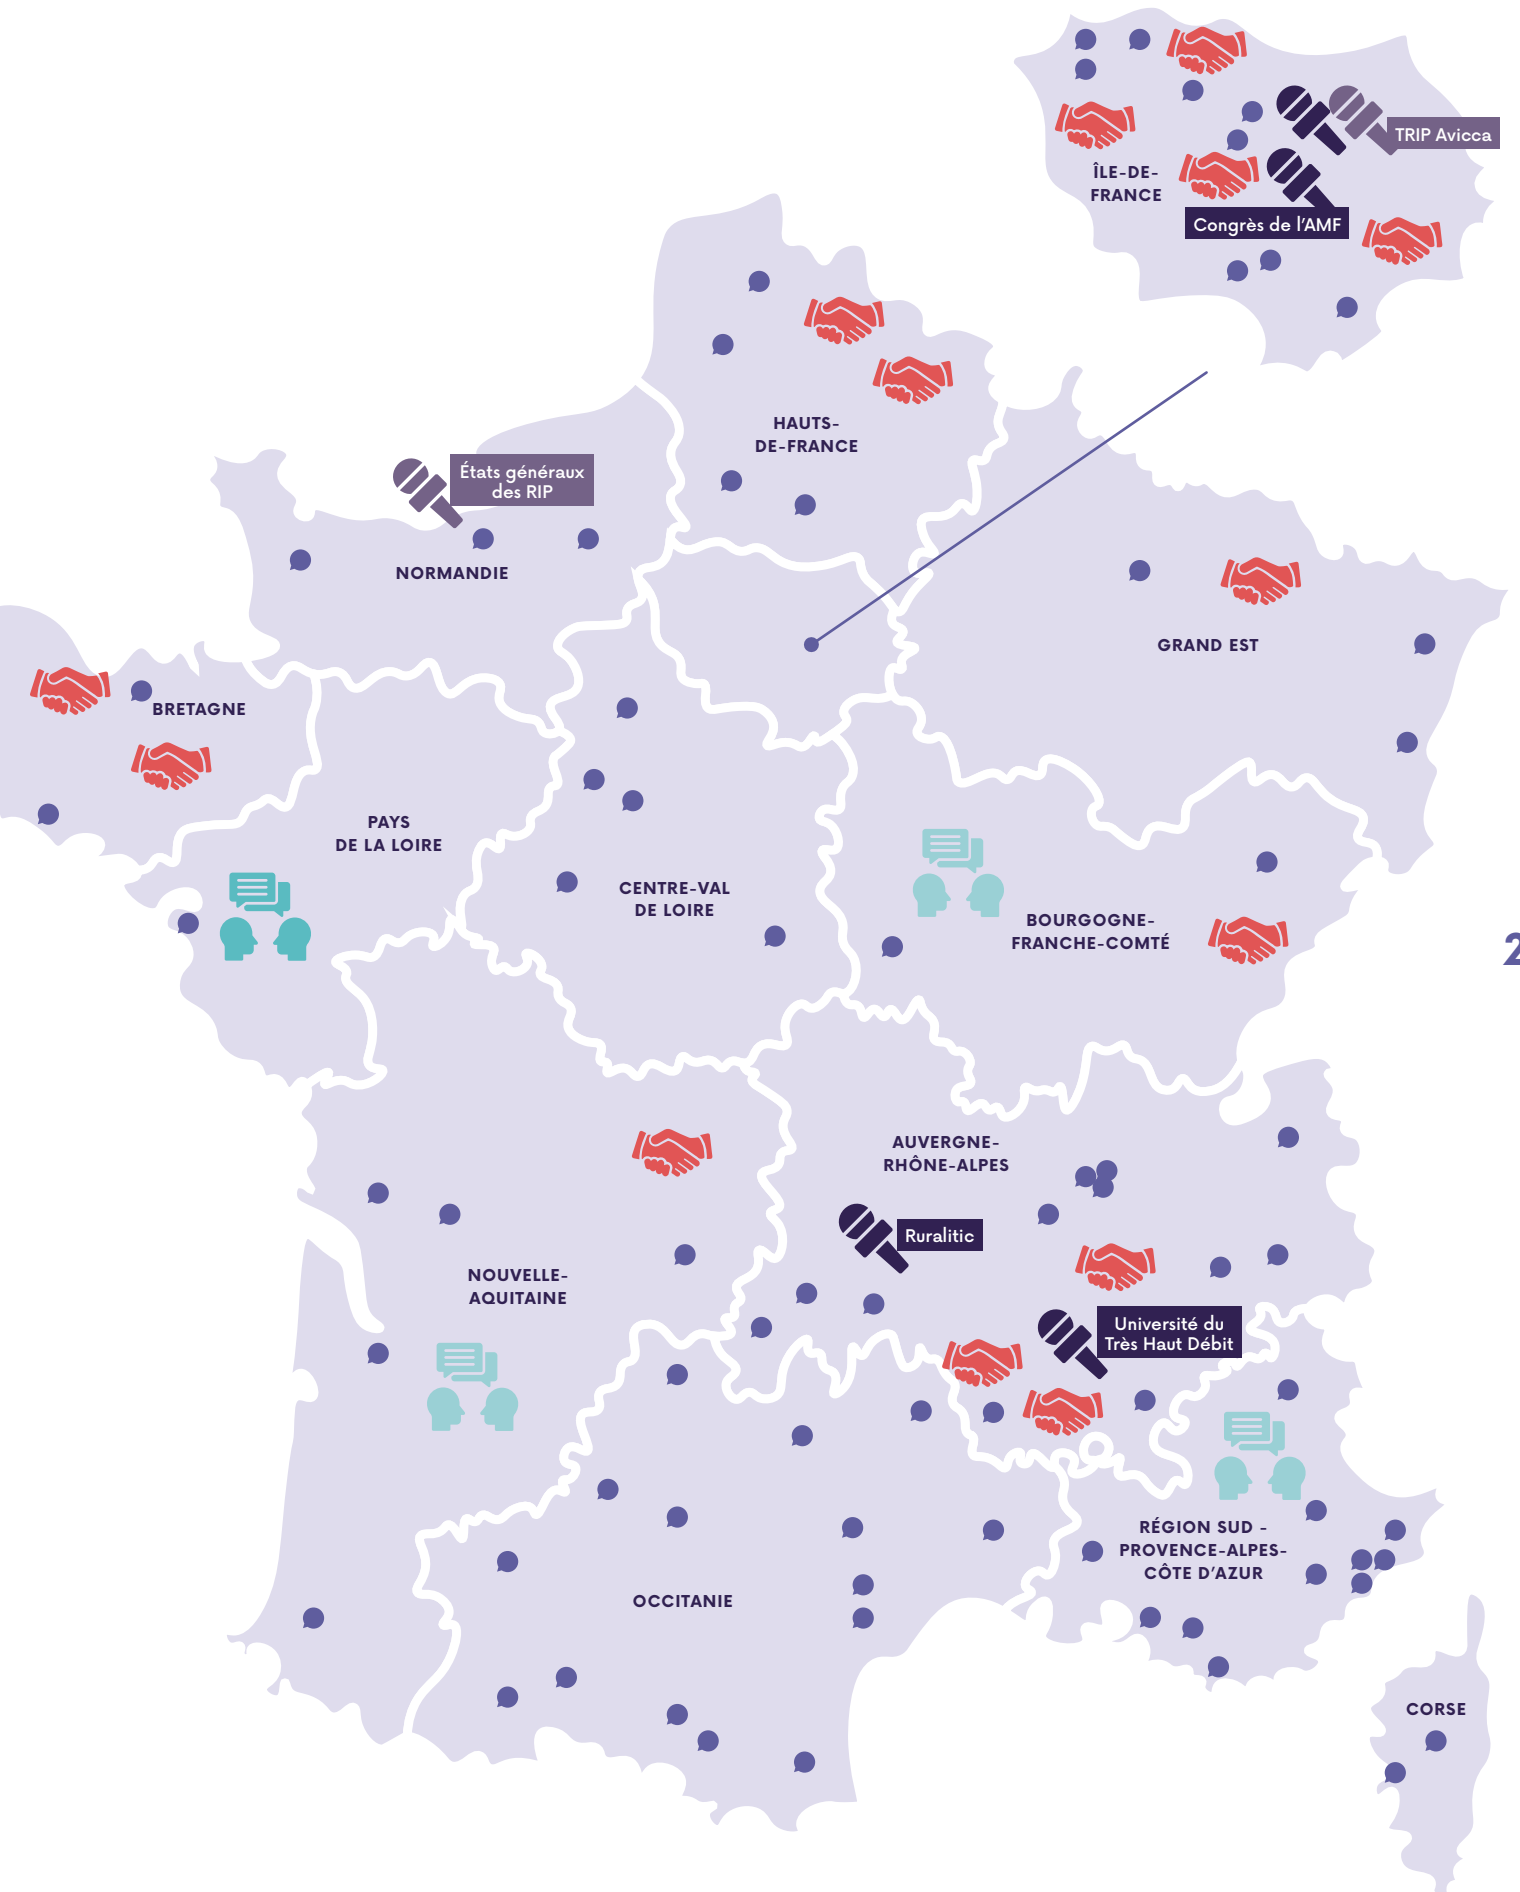 TRIP Avicca
ÎLE-DE-
FRANCE
Congrès de l'AMF
HAUTS-
DE-FRANCE
États généraux
des RIP
NORMANDIE
GRAND EST
BRETAGNE
PAYS
DE LA LOIRE
CENTRE-VAL
DE LOIRE
BOURGOGNE-
FRANCHE-COMTÉ
2
AUVERGNE-
RHÔNE-ALPES
Ruralitic
NOUVELLE-
AQUITAINE
Université du
Très Haut Débit
RÉGION SUD -
PROVENCE-ALPES-
CÔTE D'AZUR
OCCITANIE
CORSE